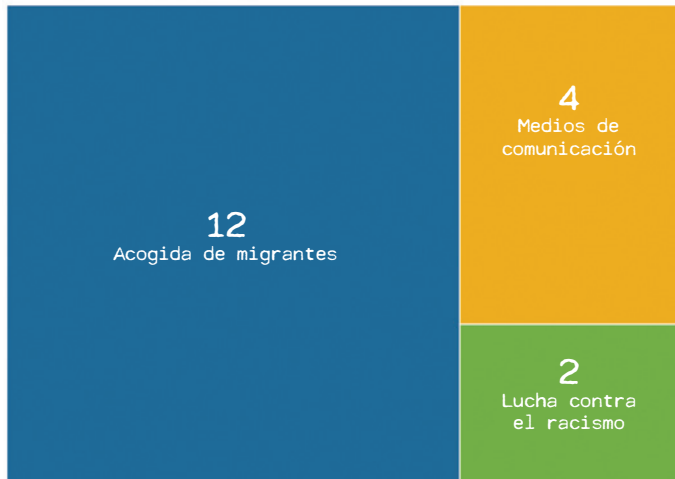 12
Acogida de migrantes
4
Medios de
comunicación
2
Lucha contra
el racismo